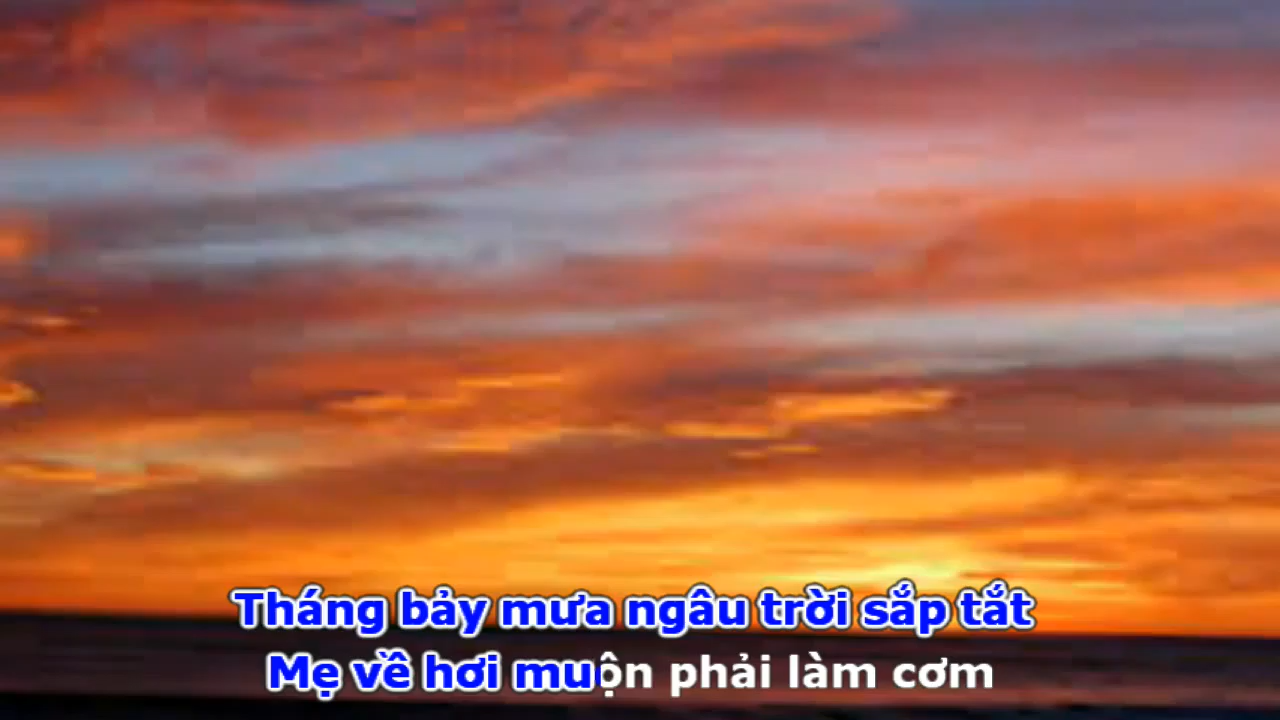 Tháng bảy mưa ngâu trời sắp tắt
Mẹ về hơi muộn phải làm cơm